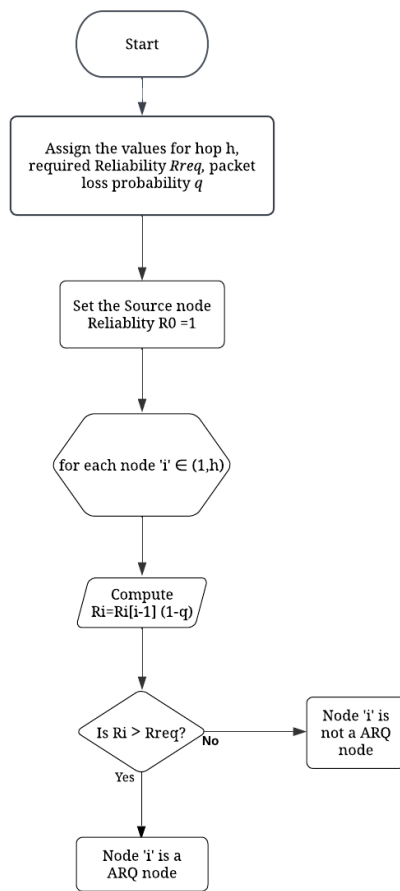 Start
Assign the values for hop h,
required Reliability Rreq, packet
loss probability q
Set the Source node
Reliablity R0 =1
for each node 'i' ∈ (1,h)
Compute
Ri=Ri[i-1] (1-q)
Is Ri > Rreq?
No
Node 'i' is
not a ARQ
node
Yes
Node 'i' is a
ARQ node